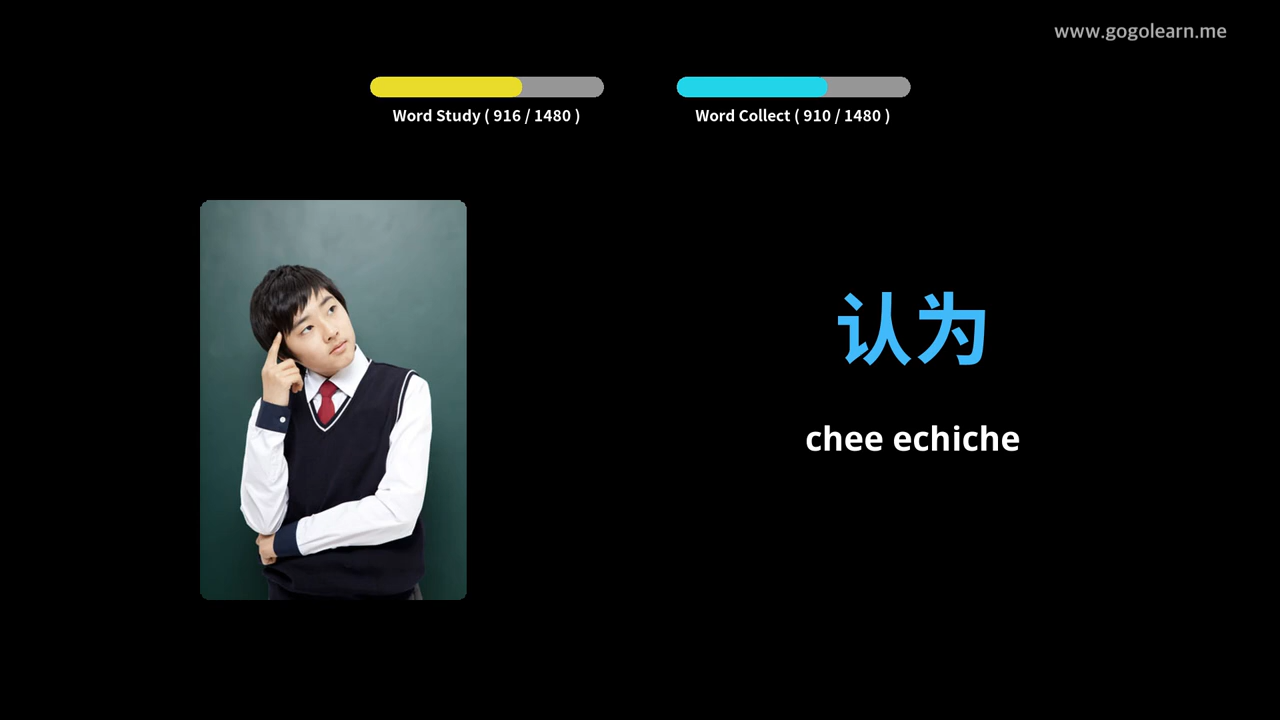 www.gogolearn.me
Word Study ( 916 / 1480 )
Word Collect ( 910 / 1480 )
认为
chee echiche